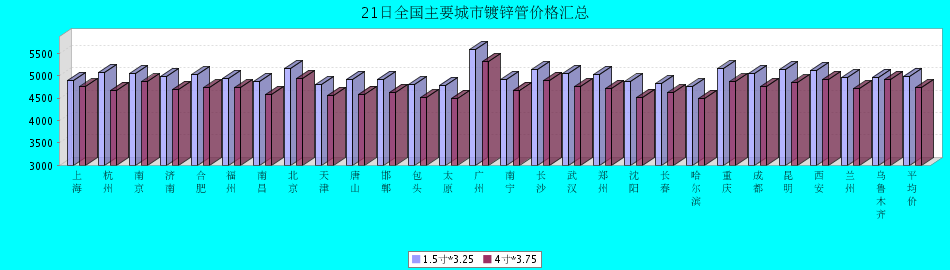 21日全国主要城市镀锌管价格汇总
5500
5000
4500
4000
3500
3000
上海 杭州 南京 济南 合肥 福州 南昌 北京 天津 唐山 邯郸 包头 太原 广州 南宁 长沙 武汉 郑州 沈阳 长春 哈尔滨 重庆 成都 昆明 西安 兰州 乌鲁木齐 平均价
1.5寸*3.25 4寸*3.75